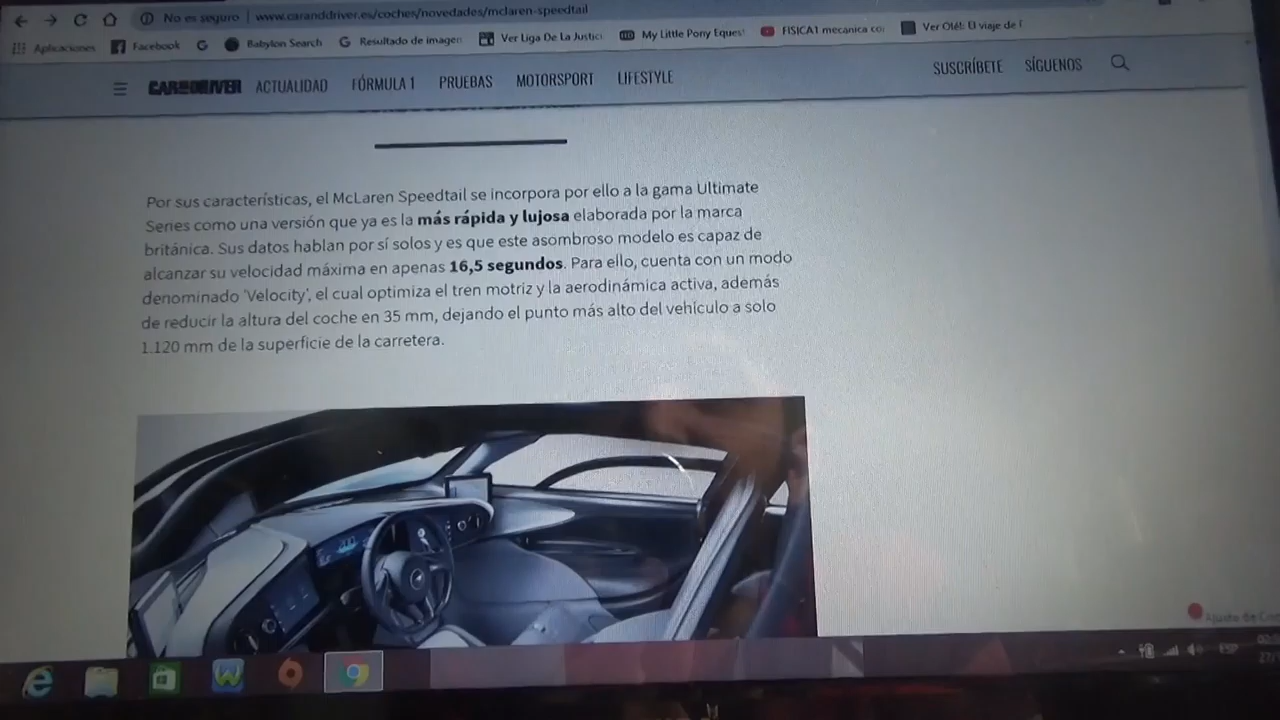 No es seguro | www.caranddriver.es/coches/novedades/mclaren-speedtail
Aplicaciones Facebook Babylon Search Resultado de imagen Ver Liga De La Justici My Little Pony Equest FISICA1 mecánica co Ver Olé!: El viaje de
CAR AND DRIVER ACTUALIDAD FÓRMULA 1 PRUEBAS MOTORSPORT LIFESTYLE SUSCRÍBETE SÍGUENOS
Por sus características, el McLaren Speedtail se incorpora por ello a la gama Ultimate
Series como una versión que ya es la más rápida y lujosa elaborada por la marca
británica. Sus datos hablan por sí solos y es que este asombroso modelo es capaz de
alcanzar su velocidad máxima en apenas 16,5 segundos. Para ello, cuenta con un modo
denominado 'Velocity', el cual optimiza el tren motriz y la aerodinámica activa, además
de reducir la altura del coche en 35 mm, dejando el punto más alto del vehículo a solo
1.120 mm de la superficie de la carretera.
Ajusto de
ESP